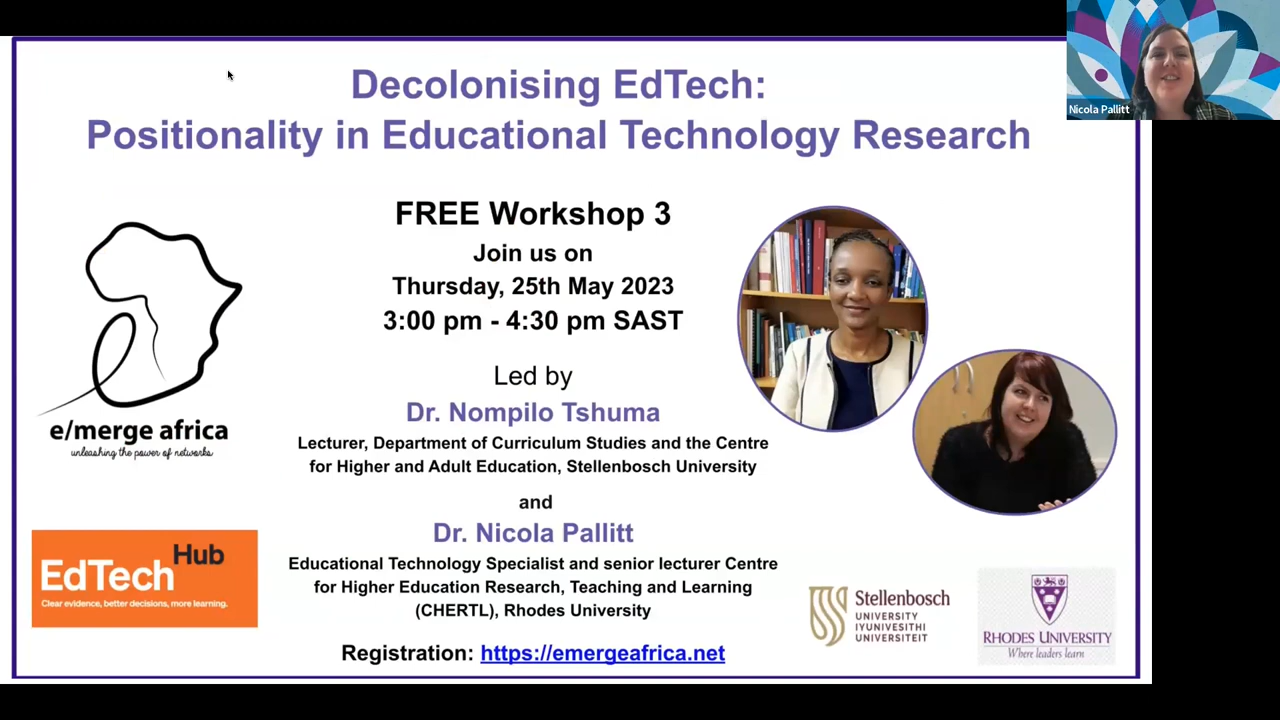 Decolonising EdTech:
Positionality in Educational Technology Research
Nicola Pallitt
FREE Workshop 3
Join us on
Thursday, 25th May 2023
3:00 pm - 4:30 pm SAST
Led by
Dr. Nompilo Tshuma
Lecturer, Department of Curriculum Studies and the Centre
for Higher and Adult Education, Stellenbosch University
and
Dr. Nicola Pallitt
Educational Technology Specialist and senior lecturer Centre
for Higher Education Research, Teaching and Learning
(CHERTL), Rhodes University
Registration: https://emergeafrica.net
e/merge africa
unleashing the power of networks
EdTech Hub
Clear evidence, better decisions, more learning.
Stellenbosch
UNIVERSITY
IYUNIVESITHI
UNIVERSITEIT
RHODES UNIVERSITY
Where leaders learn